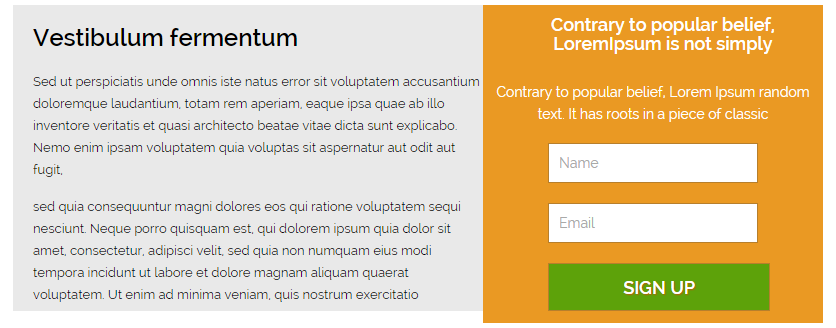 Vestibulum fermentum
Sed ut perspiciatis unde omnis iste natus error sit voluptatem accusantium
doloremque laudantium, totam rem aperiam, eaque ipsa quae ab illo
inventore veritatis et quasi architecto beatae vitae dicta sunt explicabo.
Nemo enim ipsam voluptatem quia voluptas sit aspernatur aut odit aut
fugit,
sed quia consequuntur magni dolores eos qui ratione voluptatem sequi
nesciunt. Neque porro quisquam est, qui dolorem ipsum quia dolor sit
amet, consectetur, adipisci velit, sed quia non numquam eius modi
tempora incidunt ut labore et dolore magnam aliquam quaerat
voluptatem. Ut enim ad minima veniam, quis nostrum exercitatio
Contrary to popular belief,
LoremIpsum is not simply
Contrary to popular belief, Lorem Ipsum random
text. It has roots in a piece of classic
Name
Email
SIGN UP